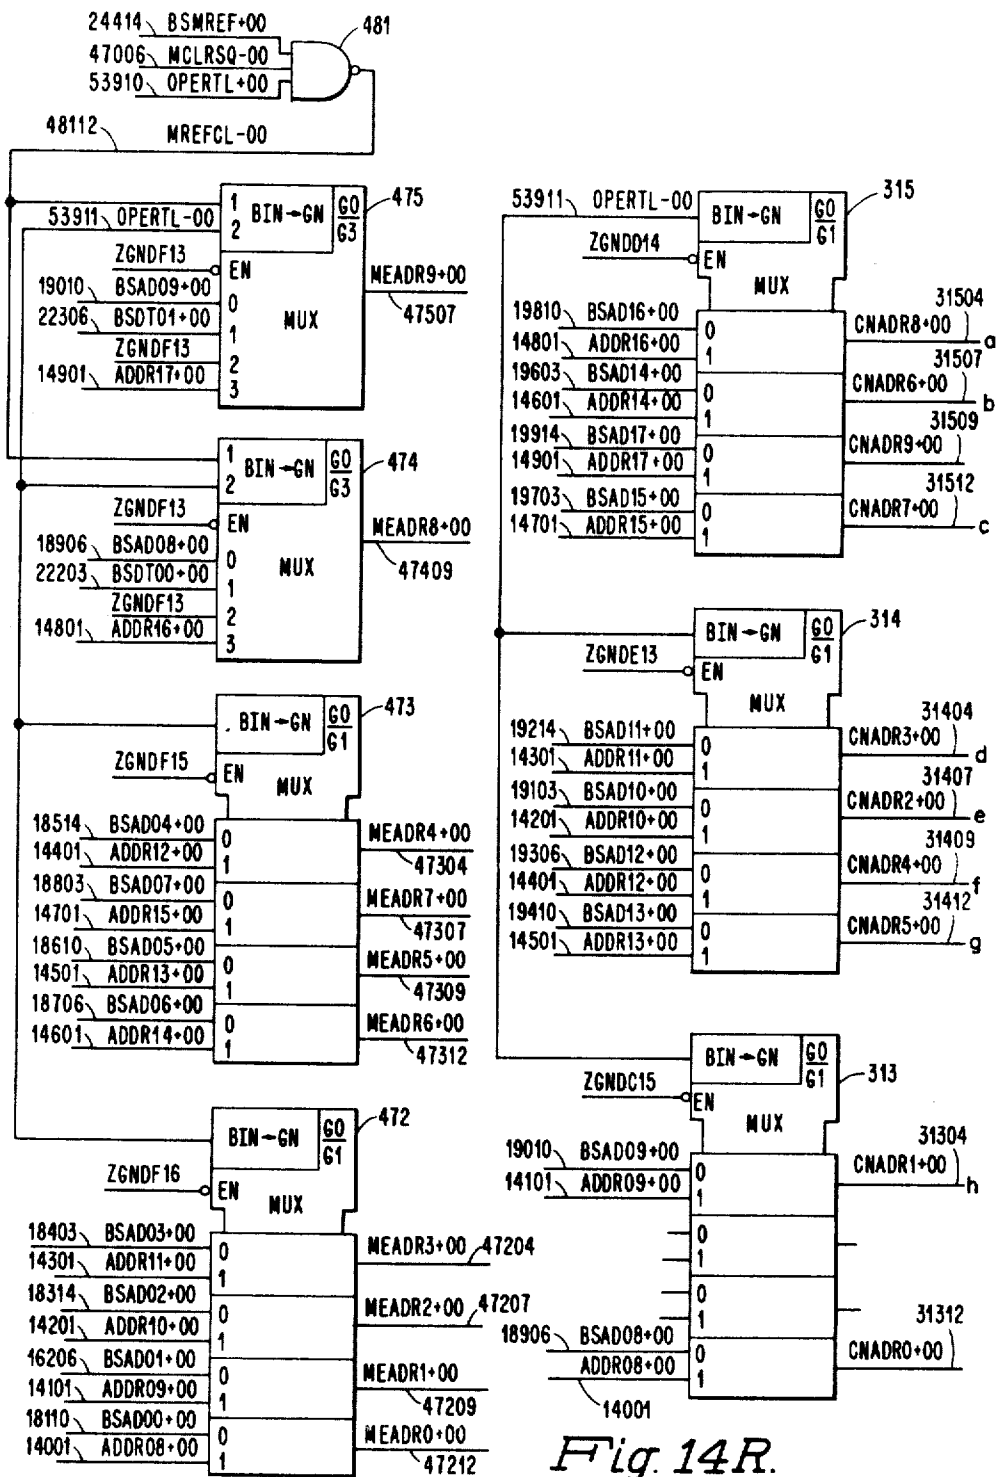 24414 BSMREF+00
481
47006 MCLRSQ-00
53910 OPERTL+00
48112 MREFCL-00
475
1 BIN→GN G0/G3
53911 OPERTL-00 2
ZGNDF13 EN
19010 BSAD09+00 0
MEADR9+00
47507
22306 BSDT01+00 1
MUX
ZGNDF13 2
14901 ADDR17+00 3
474
1 BIN→GN G0/G3
2
ZGNDF13 EN
18906 BSAD08+00 0
MEADR8+00
47409
22203 BSDT00+00 1
MUX
ZGNDF13 2
14801 ADDR16+00 3
473
BIN→GN G0/G1
ZGNDF15 EN
MUX
18514 BSAD04+00 0
14401 ADDR12+00 1
MEADR4+00
47304
18803 BSAD07+00 0
14701 ADDR15+00 1
MEADR7+00
47307
18610 BSAD05+00 0
14501 ADDR13+00 1
MEADR5+00
47309
18706 BSAD06+00 0
14601 ADDR14+00 1
MEADR6+00
47312
472
BIN→GN G0/G1
ZGNDF16 EN
MUX
18403 BSAD03+00 0
14301 ADDR11+00 1
MEADR3+00 47204
18314 BSAD02+00 0
14201 ADDR10+00 1
MEADR2+00 47207
16206 BSAD01+00 0
14101 ADDR09+00 1
MEADR1+00
47209
18110 BSAD00+00 0
14001 ADDR08+00 1
MEADR0+00
47212
315
53911 OPERTL-00 BIN→GN G0/G1
ZGNDD14 EN
MUX
19810 BSAD16+00 0
14801 ADDR16+00 1
CNADR8+00 31504 a
19603 BSAD14+00 0
14601 ADDR14+00 1
CNADR6+00 31507 b
19914 BSAD17+00 0
14901 ADDR17+00 1
CNADR9+00 31509
19703 BSAD15+00 0
14701 ADDR15+00 1
CNADR7+00 31512 c
314
BIN→GN G0/G1
ZGNDE13 EN
MUX
19214 BSAD11+00 0
14301 ADDR11+00 1
CNADR3+00 31404 d
19103 BSAD10+00 0
14201 ADDR10+00 1
CNADR2+00 31407 e
19306 BSAD12+00 0
14401 ADDR12+00 1
CNADR4+00 31409 f
19410 BSAD13+00 0
14501 ADDR13+00 1
CNADR5+00 31412 g
313
BIN→GN G0/G1
ZGNDC15 EN
MUX
19010 BSAD09+00 0
14101 ADDR09+00 1
CNADR1+00 31304 h
0
1
0
1
18906 BSAD08+00 0
ADDR08+00 1
14001
CNADR0+00 31312
Fig. 14R.